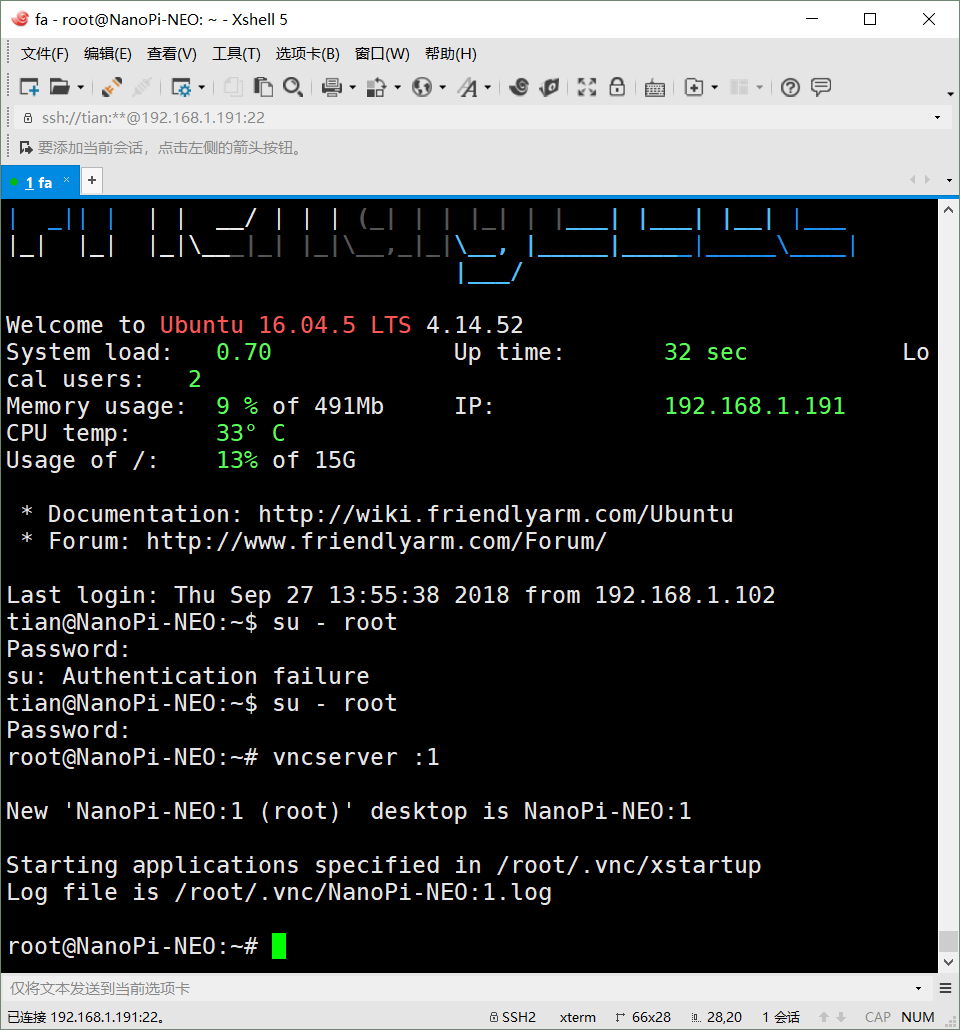 fa - root@NanoPi-NEO: ~ - Xshell 5
文件(F) 编辑(E) 查看(V) 工具(T) 选项卡(B) 窗口(W) 帮助(H)
ssh://tian:**@192.168.1.191:22
要添加当前会话，点击左侧的箭头按钮。
1 fa × +
Welcome to Ubuntu 16.04.5 LTS 4.14.52
System load: 0.70 Up time: 32 sec Lo
cal users: 2
Memory usage: 9 % of 491Mb IP: 192.168.1.191
CPU temp: 33° C
Usage of /: 13% of 15G
* Documentation: http://wiki.friendlyarm.com/Ubuntu
* Forum: http://www.friendlyarm.com/Forum/
Last login: Thu Sep 27 13:55:38 2018 from 192.168.1.102
tian@NanoPi-NEO:~$ su - root
Password:
su: Authentication failure
tian@NanoPi-NEO:~$ su - root
Password:
root@NanoPi-NEO:~# vncserver :1
New 'NanoPi-NEO:1 (root)' desktop is NanoPi-NEO:1
Starting applications specified in /root/.vnc/xstartup
Log file is /root/.vnc/NanoPi-NEO:1.log
root@NanoPi-NEO:~#
仅将文本发送到当前选项卡
已连接 192.168.1.191:22。 SSH2 xterm 66x28 28,20 1 会话 CAP NUM